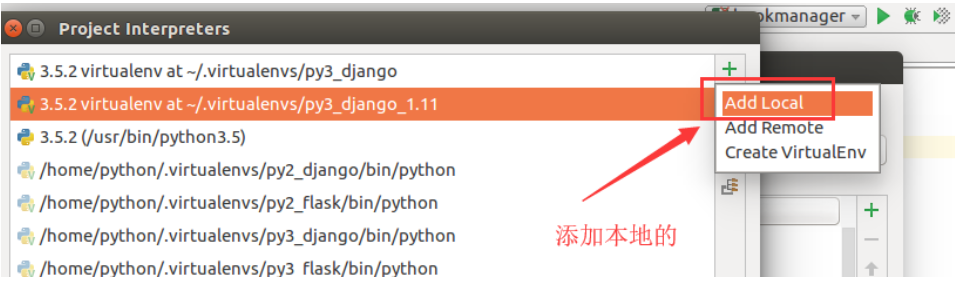 Project Interpreters
okmanager
3.5.2 virtualenv at ~/.virtualenvs/py3_django
3.5.2 virtualenv at ~/.virtualenvs/py3_django_1.11
3.5.2 (/usr/bin/python3.5)
/home/python/.virtualenvs/py2_django/bin/python
/home/python/.virtualenvs/py2_flask/bin/python
/home/python/.virtualenvs/py3_django/bin/python
/home/python/.virtualenvs/py3_flask/bin/python
Add Local
Add Remote
Create VirtualEnv
添加本地的